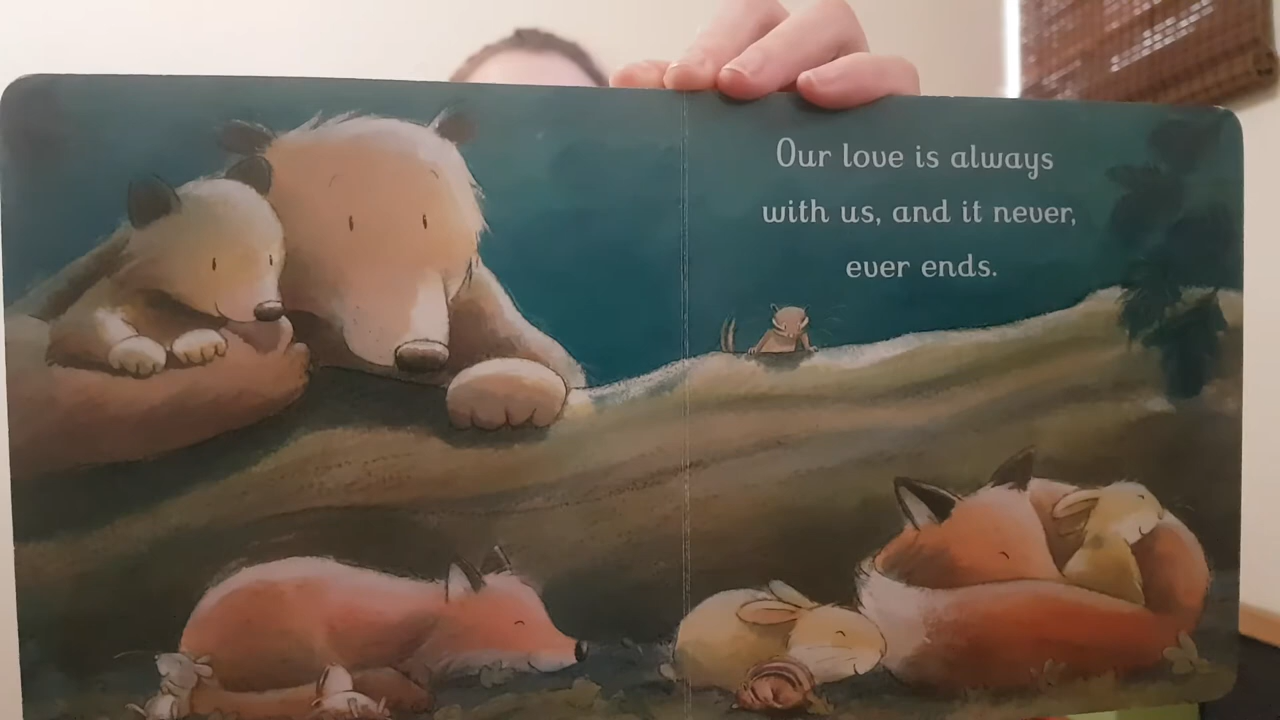 Our love is always
with us, and it never,
ever ends.